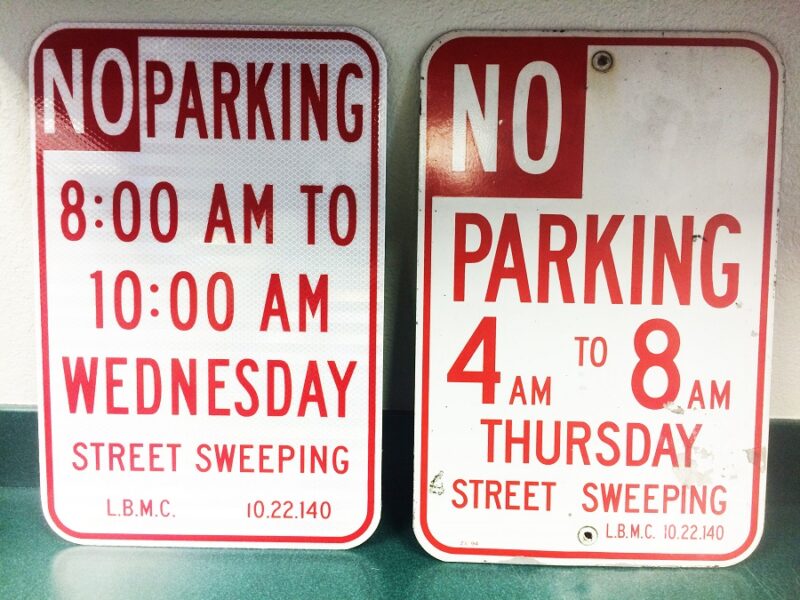 NO PARKING
8:00 AM TO
10:00 AM
WEDNESDAY
STREET SWEEPING
L.B.M.C. 10.22.140
NO
PARKING
4 AM TO 8 AM
THURSDAY
STREET SWEEPING
L.B.M.C. 10.22.140